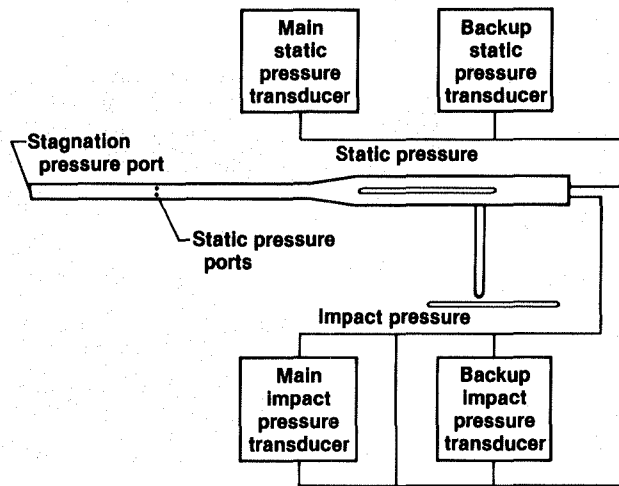 Main
static
pressure
transducer
Backup
static
pressure
transducer
Stagnation
pressure port
Static pressure
Static pressure
ports
Impact pressure
Main
impact
pressure
transducer
Backup
impact
pressure
transducer